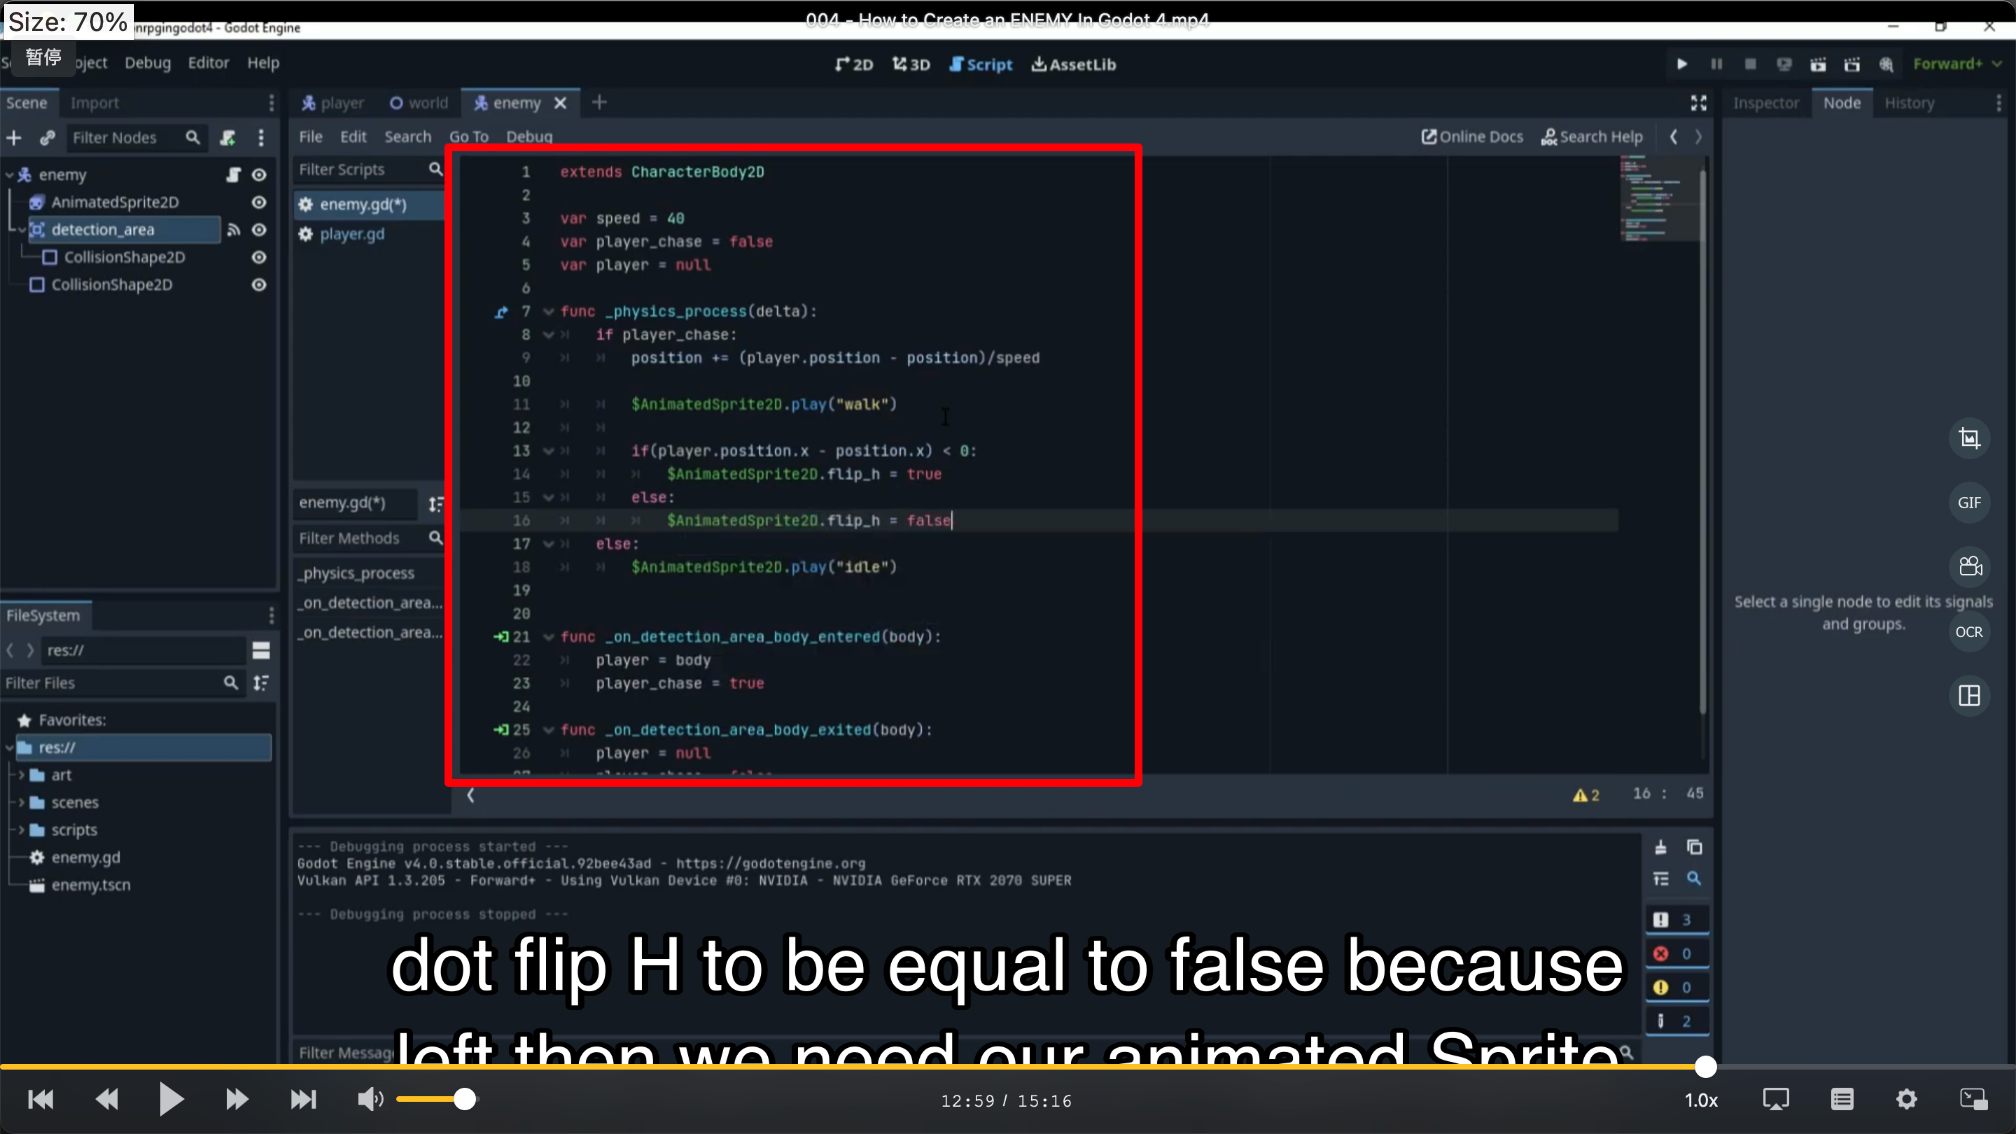 Size: 70%
004 - How to Create an ENEMY In Godot 4.mp4
nrpgingodot4 - Godot Engine
暂停
Debug Editor Help
2D 3D Script AssetLib
Forward+
Scene Import
player world enemy
Inspector Node History
Filter Nodes
File Edit Search Go To Debug
Online Docs Search Help
enemy
AnimatedSprite2D
detection_area
CollisionShape2D
CollisionShape2D
Filter Scripts
enemy.gd(*)
player.gd
enemy.gd(*)
Filter Methods
_physics_process
_on_detection_area...
_on_detection_area...
1 extends CharacterBody2D
2
3 var speed = 40
4 var player_chase = false
5 var player = null
6
7 func _physics_process(delta):
8 if player_chase:
9 position += (player.position - position)/speed
10
11 $AnimatedSprite2D.play("walk")
12
13 if(player.position.x - position.x) < 0:
14 $AnimatedSprite2D.flip_h = true
15 else:
16 $AnimatedSprite2D.flip_h = false
17 else:
18 $AnimatedSprite2D.play("idle")
19
20
21 func _on_detection_area_body_entered(body):
22 player = body
23 player_chase = true
24
25 func _on_detection_area_body_exited(body):
26 player = null
2 16 : 45
GIF
OCR
Select a single node to edit its signals
and groups.
FileSystem
res://
Filter Files
Favorites:
res://
art
scenes
scripts
enemy.gd
enemy.tscn
--- Debugging process started ---
Godot Engine v4.0.stable.official.92bee43ad - https://godotengine.org
Vulkan API 1.3.205 - Forward+ - Using Vulkan Device #0: NVIDIA - NVIDIA GeForce RTX 2070 SUPER
--- Debugging process stopped ---
3
0
0
2
dot flip H to be equal to false because
left then we need our animated Sprite
12:59 / 15:16
1.0x